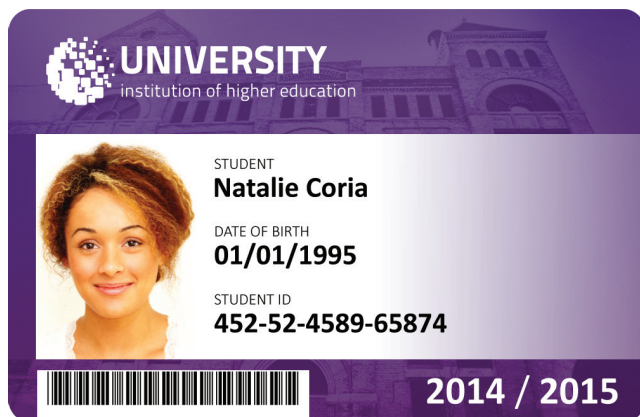 UNIVERSITY
institution of higher education
STUDENT
Natalie Coria
DATE OF BIRTH
01/01/1995
STUDENT ID
452-52-4589-65874
2014 / 2015